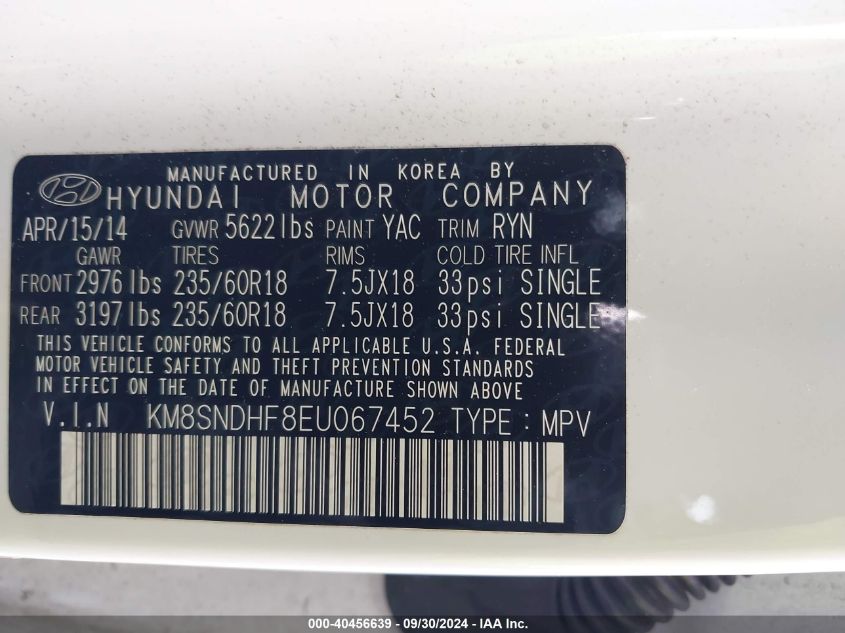 MANUFACTURED IN KOREA BY
HYUNDAI MOTOR COMPANY
APR/15/14 GVWR 5622lbs PAINT YAC TRIM RYN
GAWR TIRES RIMS COLD TIRE INFL
FRONT 2976lbs 235/60R18 7.5JX18 33psi SINGLE
REAR 3197lbs 235/60R18 7.5JX18 33psi SINGLE
THIS VEHICLE CONFORMS TO ALL APPLICABLE U.S.A. FEDERAL
MOTOR VEHICLE SAFETY AND THEFT PREVENTION STANDARDS
IN EFFECT ON THE DATE OF MANUFACTURE SHOWN ABOVE
V.I.N KM8SNDHF8EU067452 TYPE : MPV
000-40456639 - 09/30/2024 - IAA Inc.